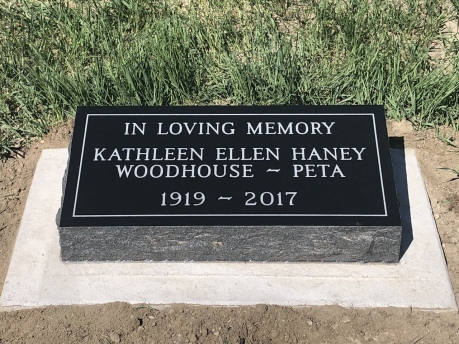 IN LOVING MEMORY
KATHLEEN ELLEN HANEY
WOODHOUSE ~ PETA
1919 ~ 2017